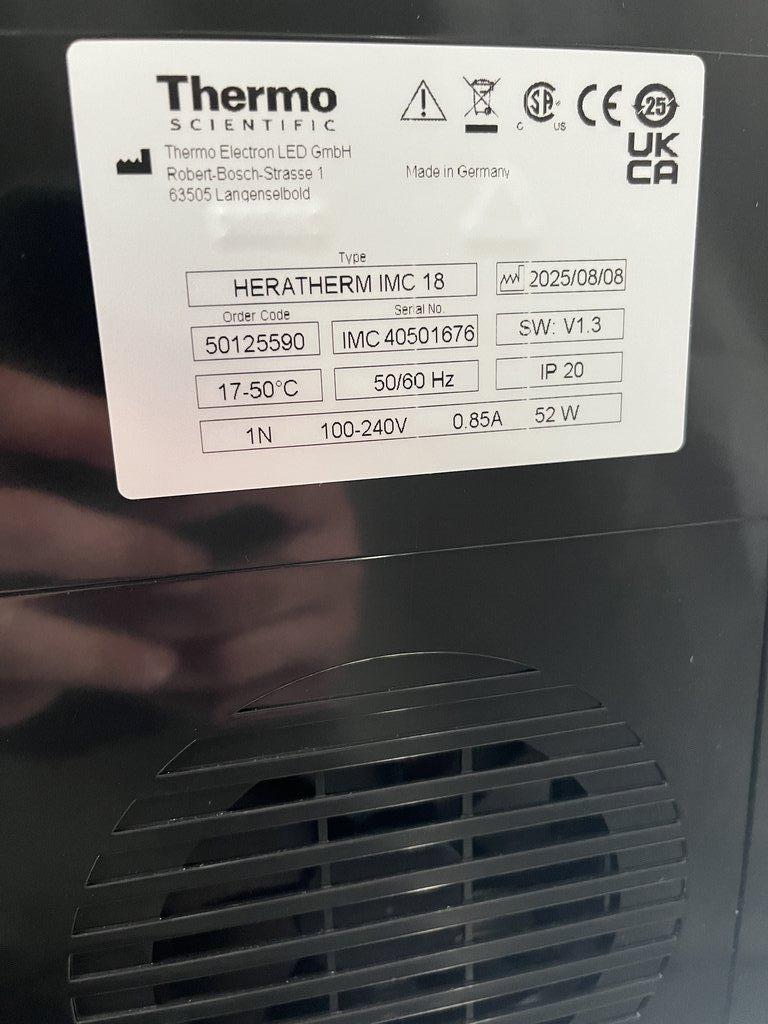 Thermo
SCIENTIFIC
Thermo Electron LED GmbH
Robert-Bosch-Strasse 1
63505 Langenselbold
Made in Germany
C SA US
CE
25
UK
CA
Type
HERATHERM IMC 18
2025/08/08
Order Code
Serial No.
50125590
IMC 40501676
SW: V1.3
17-50°C
50/60 Hz
IP 20
1N 100-240V 0.85A 52 W